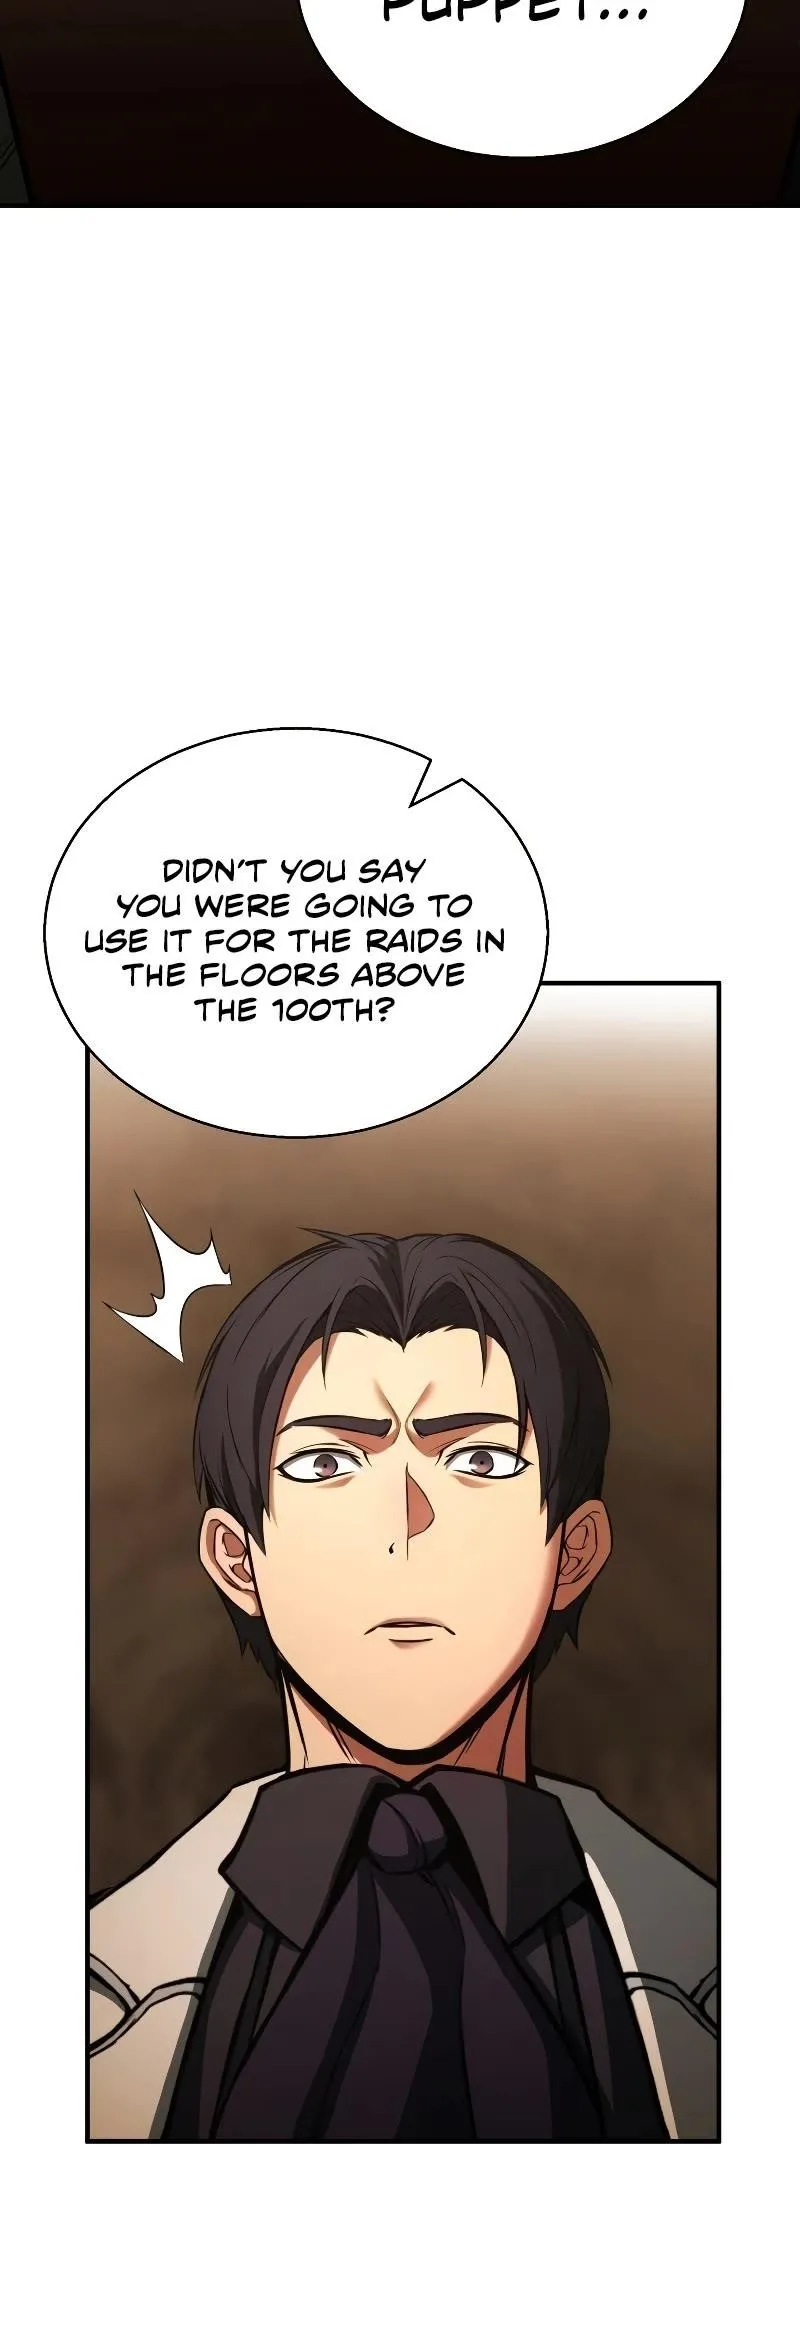 PUPPET...
DIDN'T YOU SAY
YOU WERE GOING TO
USE IT FOR THE RAIDS IN
THE FLOORS ABOVE
THE 100TH?